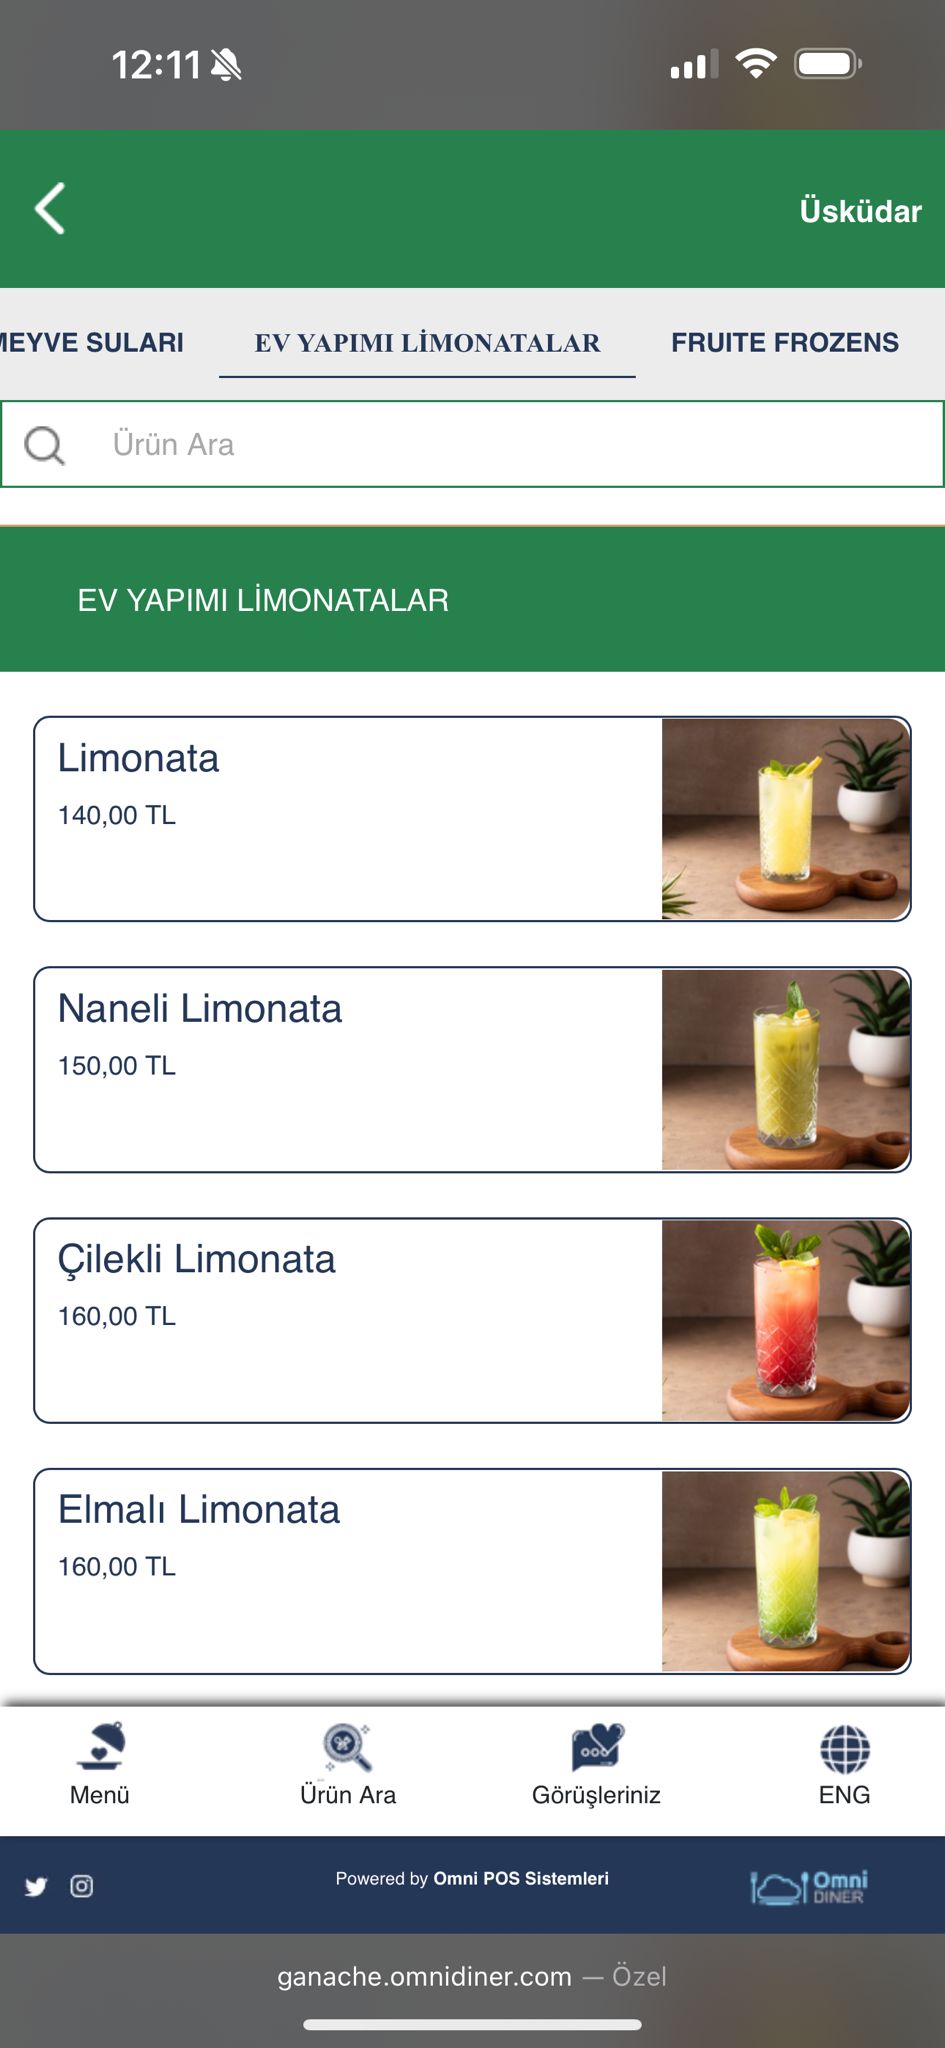 12:11
Üsküdar
MEYVE SULARI
EV YAPIMI LİMONATALAR
FRUITE FROZENS
Ürün Ara
EV YAPIMI LİMONATALAR
Limonata
140,00 TL
Naneli Limonata
150,00 TL
Çilekli Limonata
160,00 TL
Elmalı Limonata
160,00 TL
Menü
Ürün Ara
Görüşleriniz
ENG
Powered by Omni POS Sistemleri
Omni
DINER
ganache.omnidiner.com — Özel